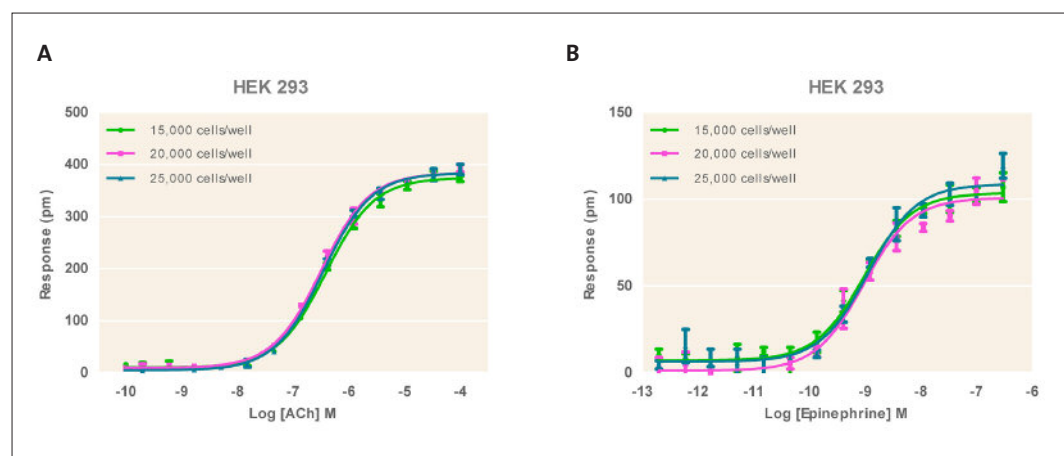 A
HEK 293
500
400
300
200
100
0
15,000 cells/well
20,000 cells/well
25,000 cells/well
Response (pm)
-10 -9 -8 -7 -6 -5 -4
Log [ACh] M
B
HEK 293
150
100
50
0
15,000 cells/well
20,000 cells/well
25,000 cells/well
Response (pm)
-13 -12 -11 -10 -9 -8 -7 -6
Log [Epinephrine] M